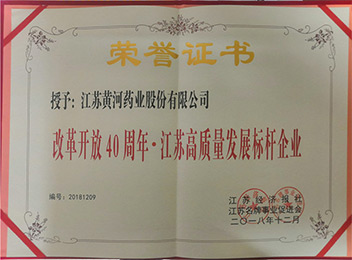 荣誉证书
授予：江苏黄河药业股份有限公司
改革开放40周年·江苏高质量发展标杆企业
编号：20181209
江苏经济报社
江苏名牌事业促进会
二〇一八年十二月